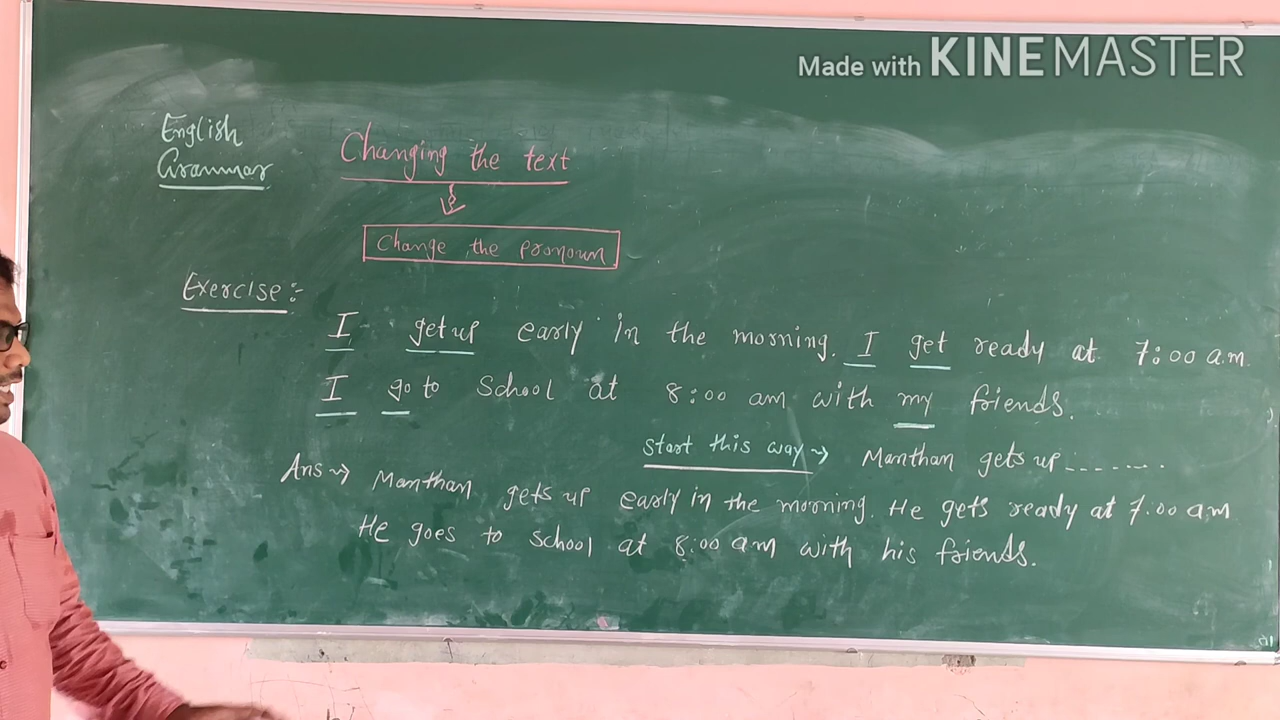 Made with KINEMASTER
English
Grammar
Changing the text
Change the pronoun
Exercise:-
I get up early in the morning. I get ready at 7:00 am
I go to school at 8:00 am with my friends.
Start this way → Manthan gets up........
Ans → Manthan gets up early in the morning. He gets ready at 7:00 am
He goes to school at 8:00 am with his friends.